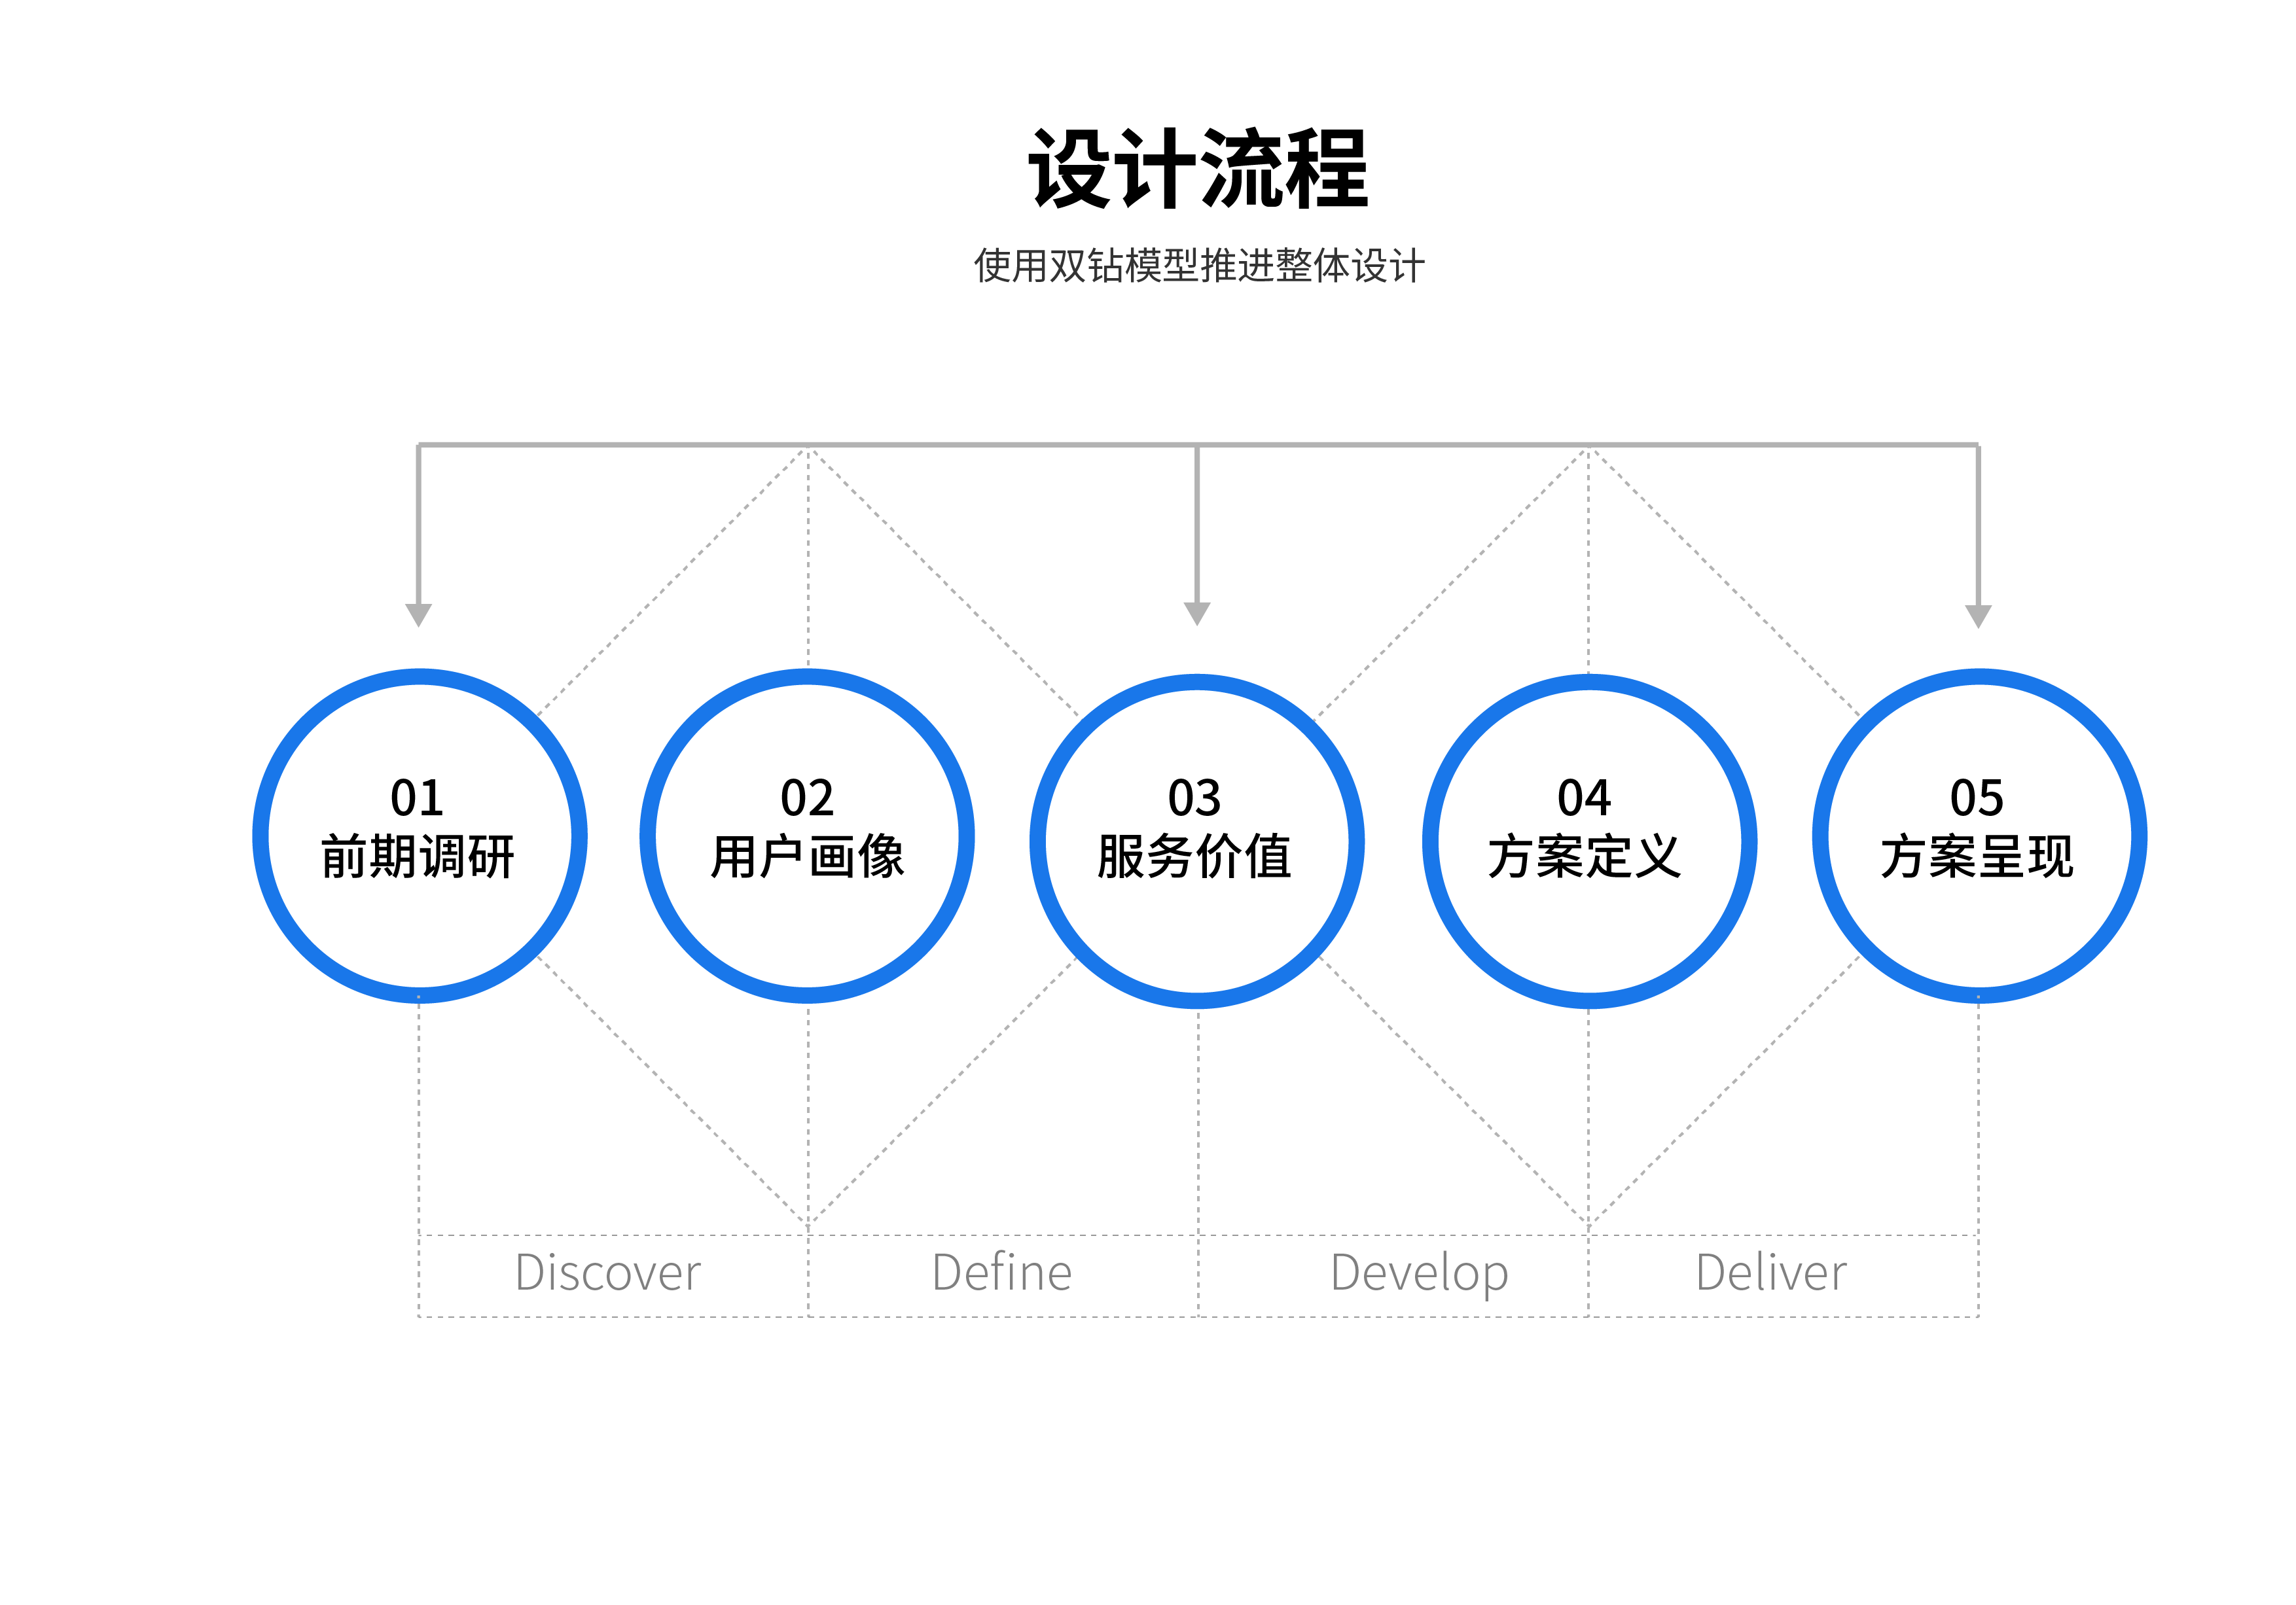 设计流程
使用双钻模型推进整体设计
01
前期调研
02
用户画像
03
服务价值
04
方案定义
05
方案呈现
Discover
Define
Develop
Deliver